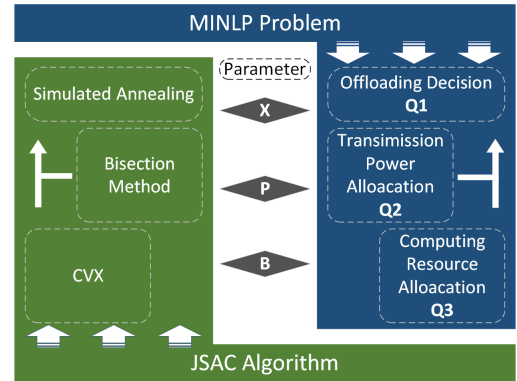 MINLP Problem
Parameter
Simulated Annealing
X
Offloading Decision
Q1
Bisection
Method
P
Transimission
Power
Alloacation
Q2
CVX
B
Computing
Resource
Alloacation
Q3
JSAC Algorithm